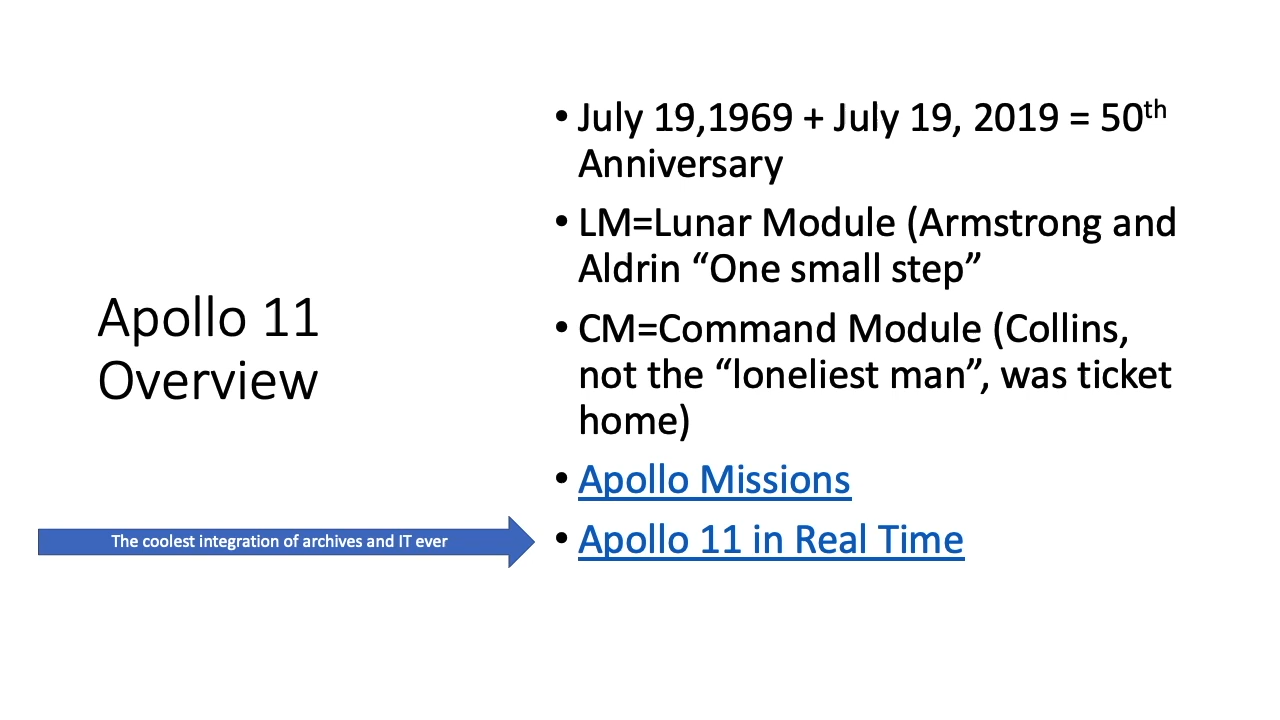 Apollo 11
Overview
• July 19,1969 + July 19, 2019 = 50th
Anniversary
• LM=Lunar Module (Armstrong and
Aldrin “One small step”
• CM=Command Module (Collins,
not the “loneliest man”, was ticket
home)
• Apollo Missions
The coolest integration of archives and IT ever
• Apollo 11 in Real Time